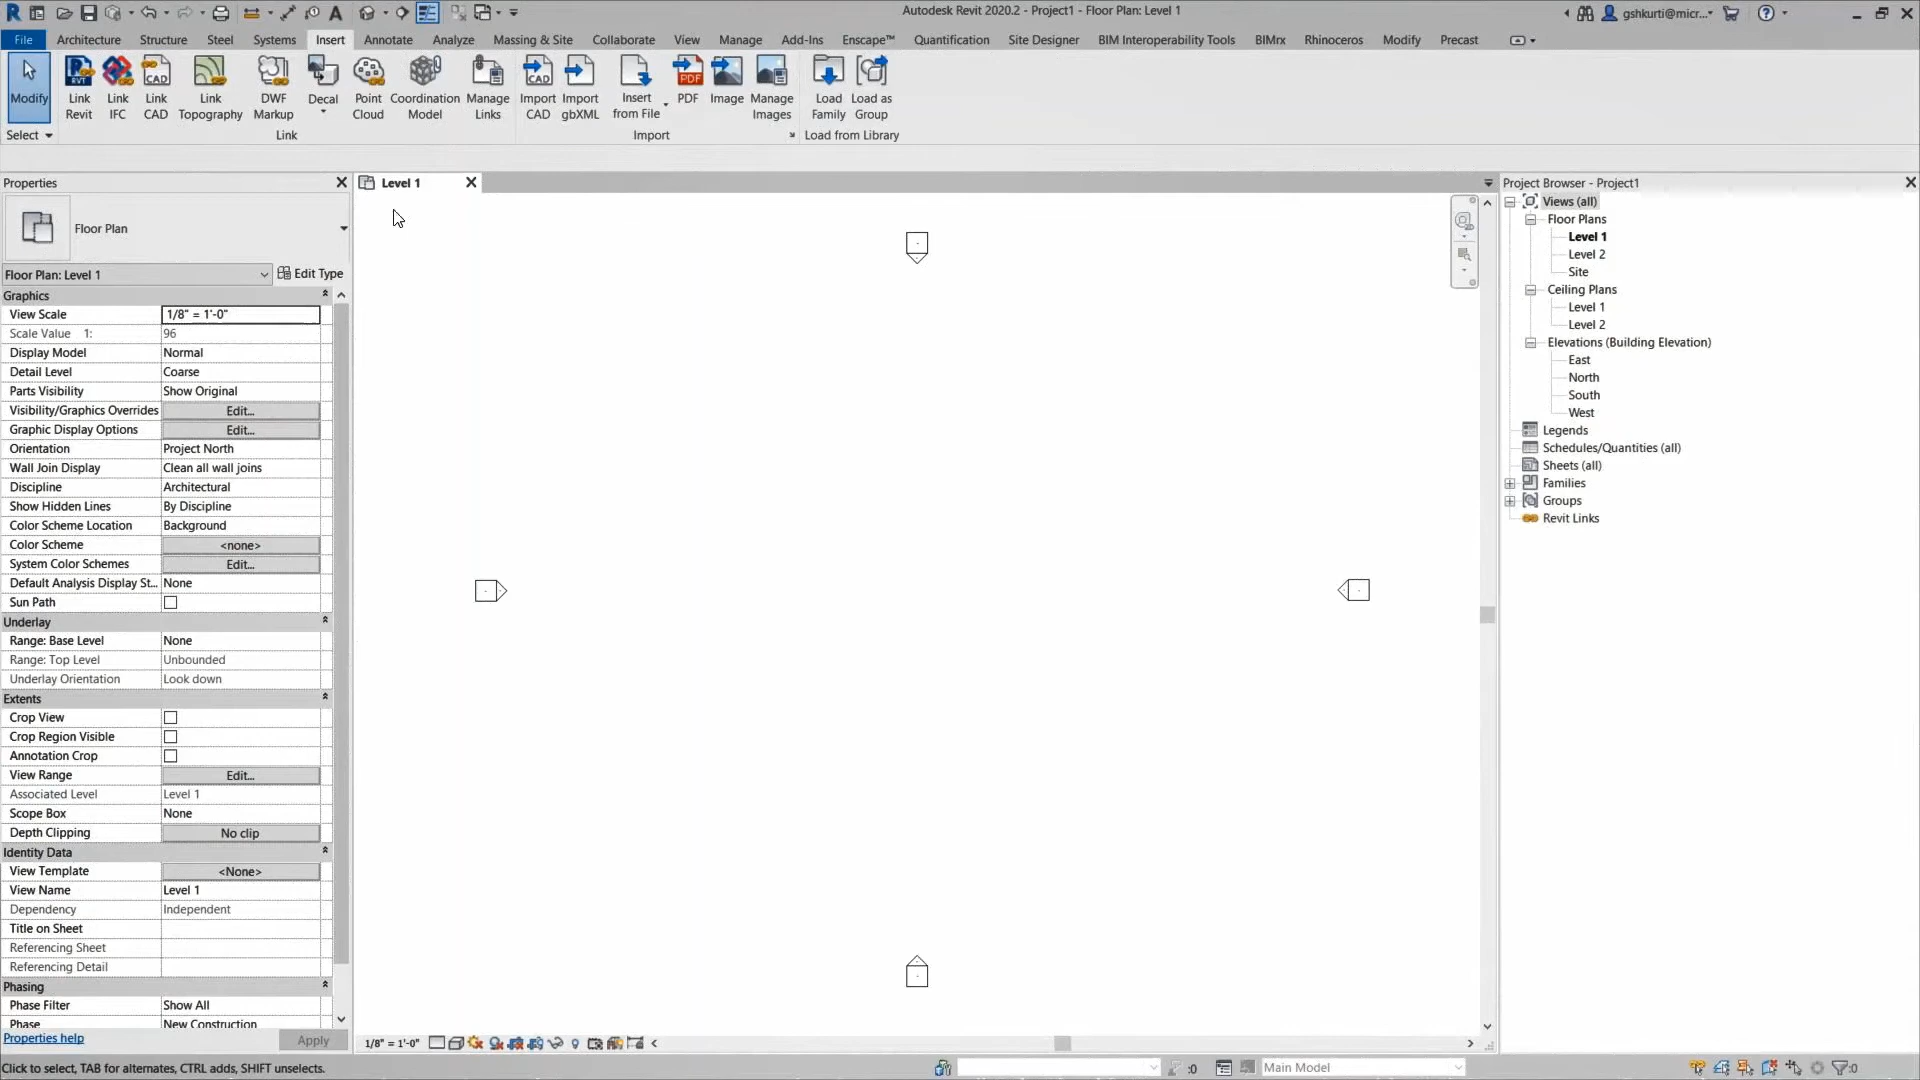 Autodesk Revit 2020.2 - Project1 - Floor Plan: Level 1
gshkurti@micr...
File Architecture Structure Steel Systems Insert Annotate Analyze Massing & Site Collaborate View Manage Add-Ins Enscape™ Quantification Site Designer BIM Interoperability Tools BIMrx Rhinoceros Modify Precast
Modify
Link Revit
Link IFC
Link CAD
Link Topography
DWF Markup
Decal
Point Cloud
Coordination Model
Manage Links
Import CAD
Import gbXML
Insert from File
PDF
Image
Manage Images
Load Family
Load as Group
Select
Link
Import
Load from Library
Properties
Floor Plan
Floor Plan: Level 1
Edit Type
Graphics
View Scale 1/8" = 1'-0"
Scale Value 1: 96
Display Model Normal
Detail Level Coarse
Parts Visibility Show Original
Visibility/Graphics Overrides Edit...
Graphic Display Options Edit...
Orientation Project North
Wall Join Display Clean all wall joins
Discipline Architectural
Show Hidden Lines By Discipline
Color Scheme Location Background
Color Scheme <none>
System Color Schemes Edit...
Default Analysis Display St... None
Sun Path
Underlay
Range: Base Level None
Range: Top Level Unbounded
Underlay Orientation Look down
Extents
Crop View
Crop Region Visible
Annotation Crop
View Range Edit...
Associated Level Level 1
Scope Box None
Depth Clipping No clip
Identity Data
View Template <None>
View Name Level 1
Dependency Independent
Title on Sheet
Referencing Sheet
Referencing Detail
Phasing
Phase Filter Show All
Phase New Construction
Properties help
Apply
Level 1
1/8" = 1'-0"
Project Browser - Project1
Views (all)
Floor Plans
Level 1
Level 2
Site
Ceiling Plans
Level 1
Level 2
Elevations (Building Elevation)
East
North
South
West
Legends
Schedules/Quantities (all)
Sheets (all)
Families
Groups
Revit Links
Click to select, TAB for alternates, CTRL adds, SHIFT unselects.
:0
Main Model
:0